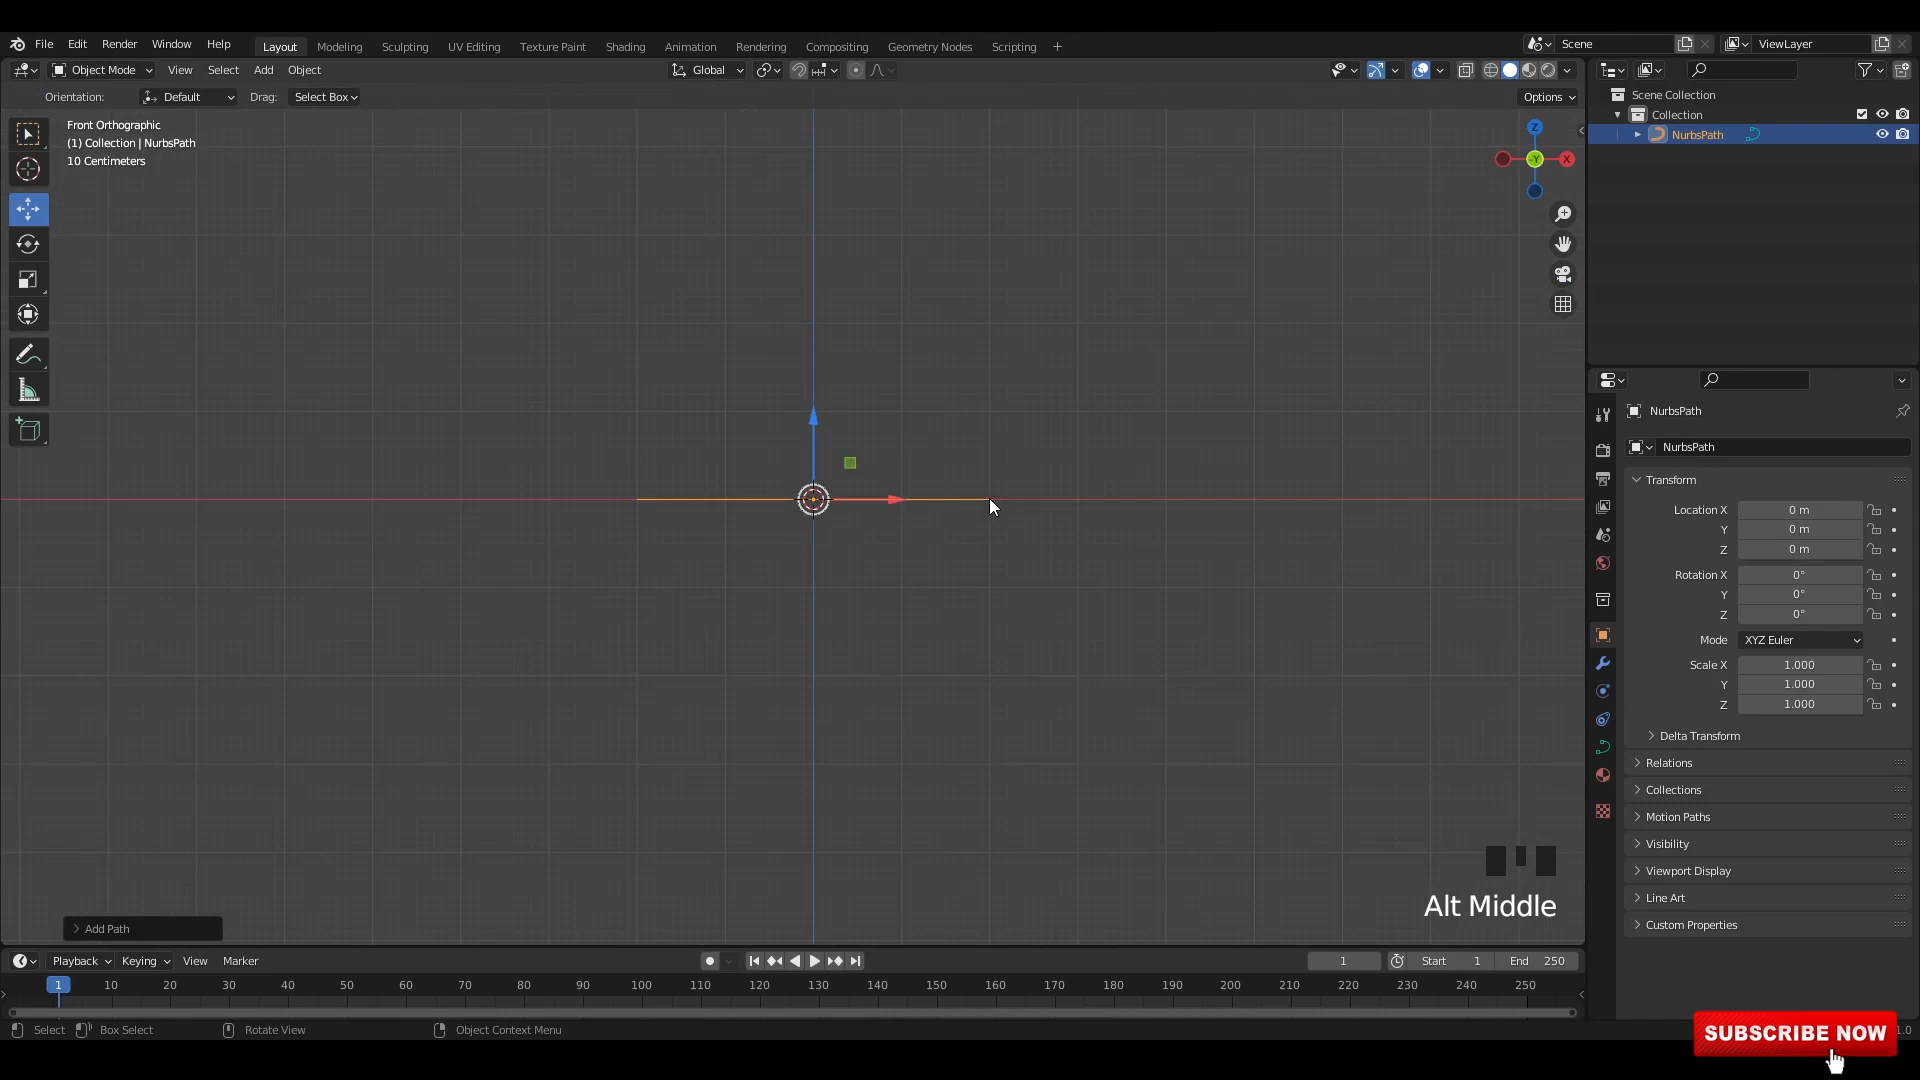 File Edit Render Window Help Layout Modeling Sculpting UV Editing Texture Paint Shading Animation Rendering Compositing Geometry Nodes Scripting + Scene ViewLayer
Object Mode View Select Add Object Global
Orientation: Default Drag: Select Box Options
Scene Collection
Collection
NurbsPath
Front Orthographic
(1) Collection | NurbsPath
10 Centimeters
Z
-Y
X
NurbsPath
NurbsPath
Transform
Location X 0 m
Y 0 m
Z 0 m
Rotation X 0°
Y 0°
Z 0°
Mode XYZ Euler
Scale X 1.000
Y 1.000
Z 1.000
Delta Transform
Relations
Collections
Motion Paths
Visibility
Viewport Display
Line Art
Custom Properties
Alt Middle
Add Path
Playback Keying View Marker 1 Start 1 End 250
1 10 20 30 40 50 60 70 80 90 100 110 120 130 140 150 160 170 180 190 200 210 220 230 240 250
Select Box Select Rotate View Object Context Menu
SUBSCRIBE NOW